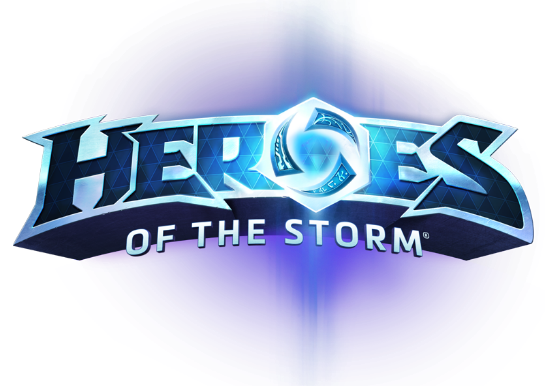 HEROES
OF THE STORM®